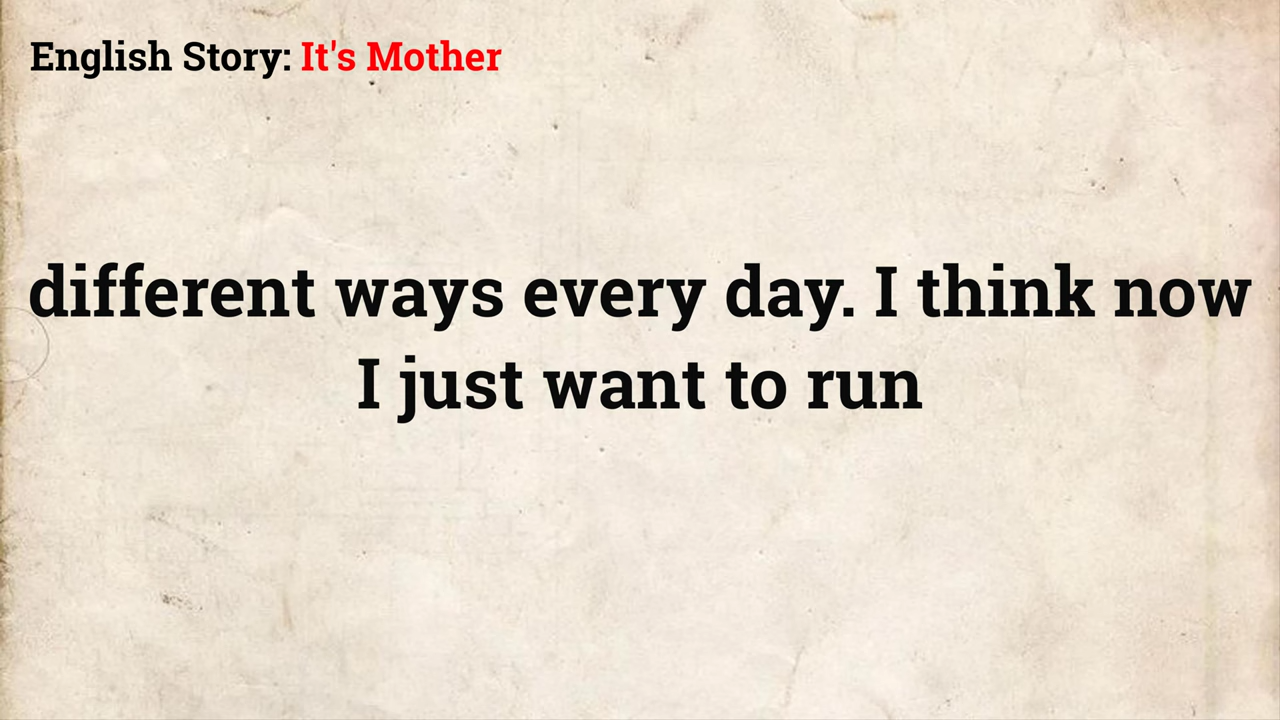 English Story: It's Mother
different ways every day. I think now
I just want to run